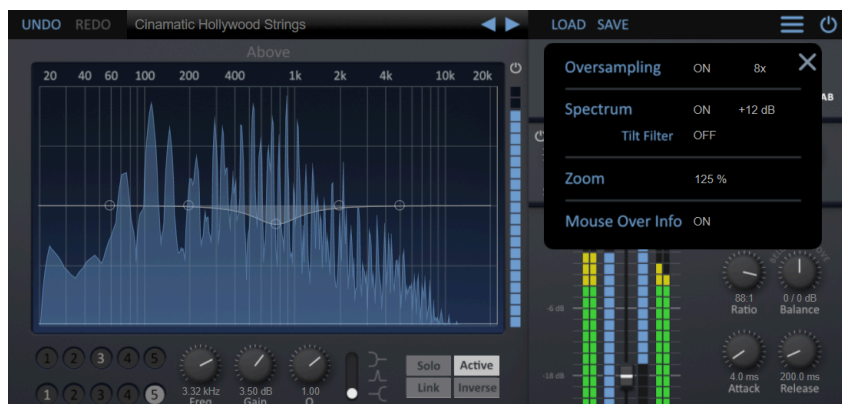 UNDO REDO Cinamatic Hollywood Strings LOAD SAVE
Above
20 40 60 100 200 400 1k 2k 4k 10k 20k
Oversampling ON 8x
AB
Spectrum ON +12 dB
Tilt Filter OFF
Zoom 125 %
Mouse Over Info ON
-6 dB
88:1 0 / 0 dB
Ratio Balance
-18 dB
1 2 3 4 5
1 2 3 4 5
3.32 kHz 3.50 dB 1.00
Freq Gain Q
Solo Active
Link Inverse
4.0 ms 200.0 ms
Attack Release